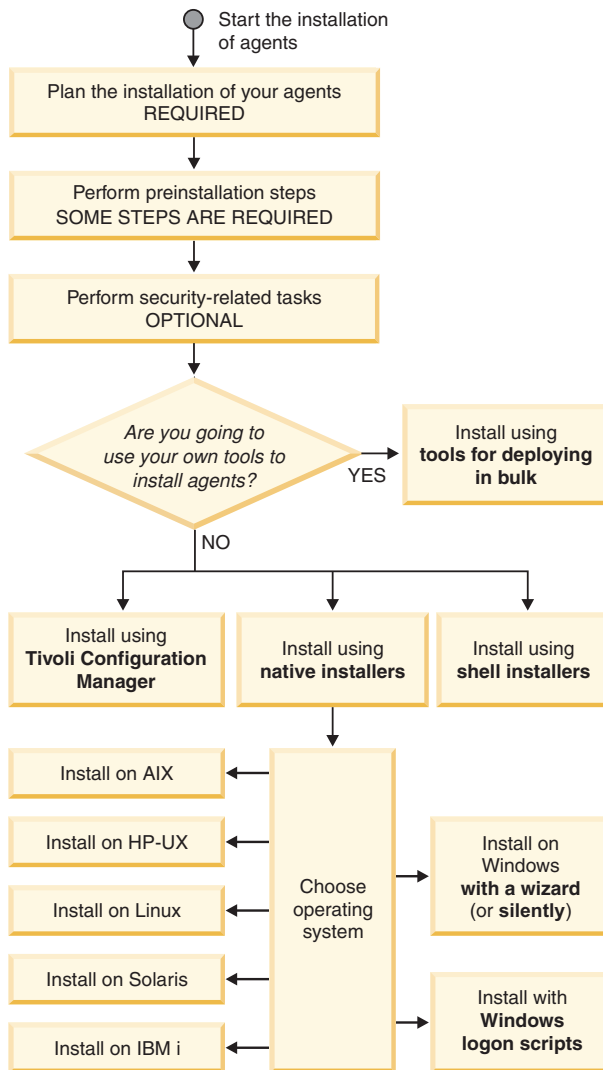 Start the installation
of agents
Plan the installation of your agents
REQUIRED
Perform preinstallation steps
SOME STEPS ARE REQUIRED
Perform security-related tasks
OPTIONAL
Are you going to
use your own tools to
install agents?
YES
Install using
tools for deploying
in bulk
NO
Install using
Tivoli Configuration
Manager
Install using
native installers
Install using
shell installers
Install on AIX
Install on HP-UX
Install on Linux
Install on Solaris
Install on IBM i
Choose
operating
system
Install on
Windows
with a wizard
(or silently)
Install with
Windows
logon scripts